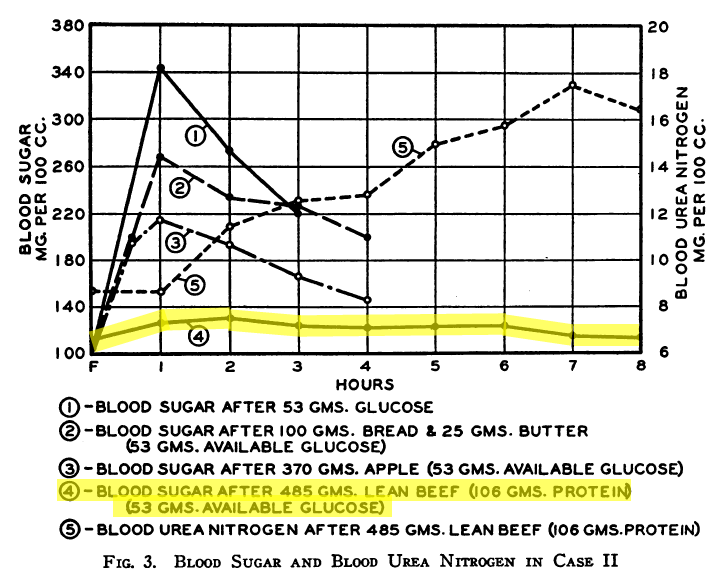 380
340
300
260
220
180
140
100
BLOOD SUGAR
MG. PER 100 CC.
20
18
16
14
12
10
8
6
BLOOD UREA NITROGEN
MG. PER 100 CC.
1
2
3
5
5
4
F 1 2 3 4 5 6 7 8
HOURS
1 - BLOOD SUGAR AFTER 53 GMS. GLUCOSE
2 - BLOOD SUGAR AFTER 100 GMS. BREAD & 25 GMS. BUTTER
(53 GMS. AVAILABLE GLUCOSE)
3 - BLOOD SUGAR AFTER 370 GMS. APPLE (53 GMS. AVAILABLE GLUCOSE)
4 - BLOOD SUGAR AFTER 485 GMS. LEAN BEEF (106 GMS. PROTEIN)
(53 GMS. AVAILABLE GLUCOSE)
5 - BLOOD UREA NITROGEN AFTER 485 GMS. LEAN BEEF (106 GMS.PROTEIN)
FIG. 3. BLOOD SUGAR AND BLOOD UREA NITROGEN IN CASE II